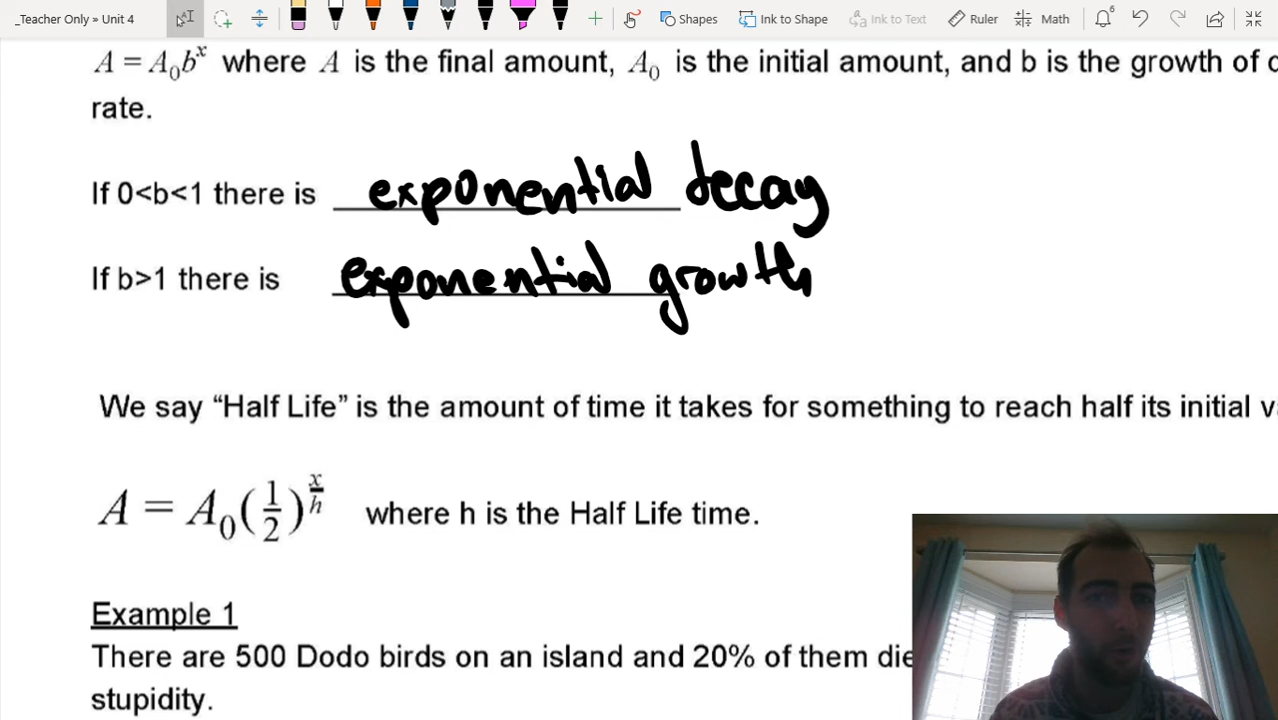 _Teacher Only » Unit 4
Shapes Ink to Shape Ink to Text Ruler Math 6
A = A₀bˣ where A is the final amount, A₀ is the initial amount, and b is the growth of
rate.
If 0<b<1 there is exponential decay
If b>1 there is exponential growth
We say “Half Life” is the amount of time it takes for something to reach half its initial
A = A₀(1/2)^(x/h) where h is the Half Life time.
Example 1
There are 500 Dodo birds on an island and 20% of them die
stupidity.